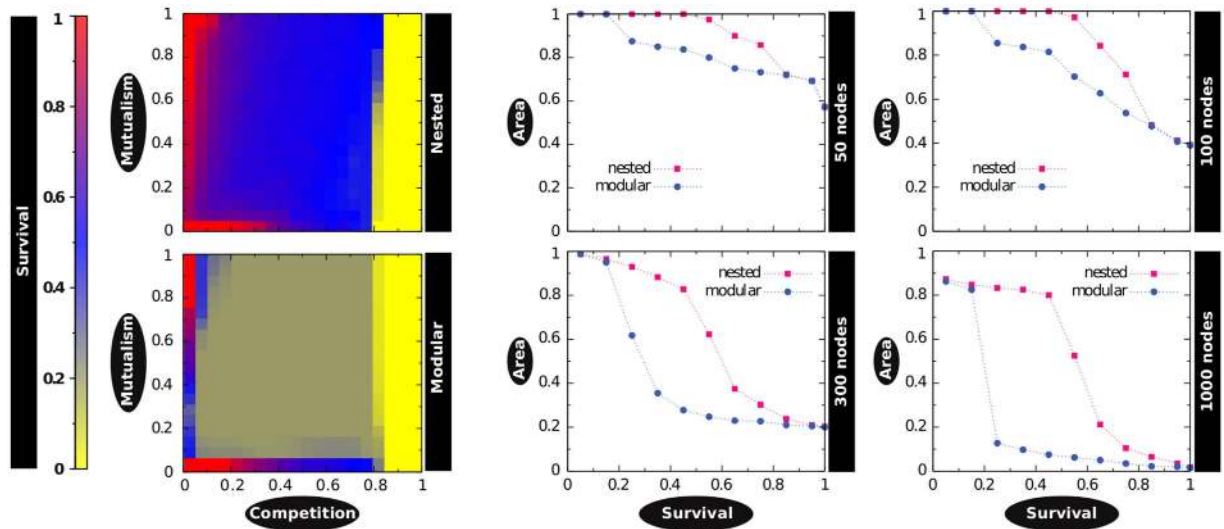 Survival
1
0.8
0.6
0.4
0.2
0
Mutualism
1
0.8
0.6
0.4
0.2
0
Nested
Mutualism
1
0.8
0.6
0.4
0.2
0
0 0.2 0.4 0.6 0.8 1
Competition
Modular
Area
1
0.8
0.6
0.4
0.2
0
nested
modular
50 nodes
Area
1
0.8
0.6
0.4
0.2
0
nested
modular
100 nodes
Area
1
0.8
0.6
0.4
0.2
0
nested
modular
0 0.2 0.4 0.6 0.8 1
Survival
300 nodes
Area
1
0.8
0.6
0.4
0.2
0
nested
modular
0 0.2 0.4 0.6 0.8 1
Survival
1000 nodes